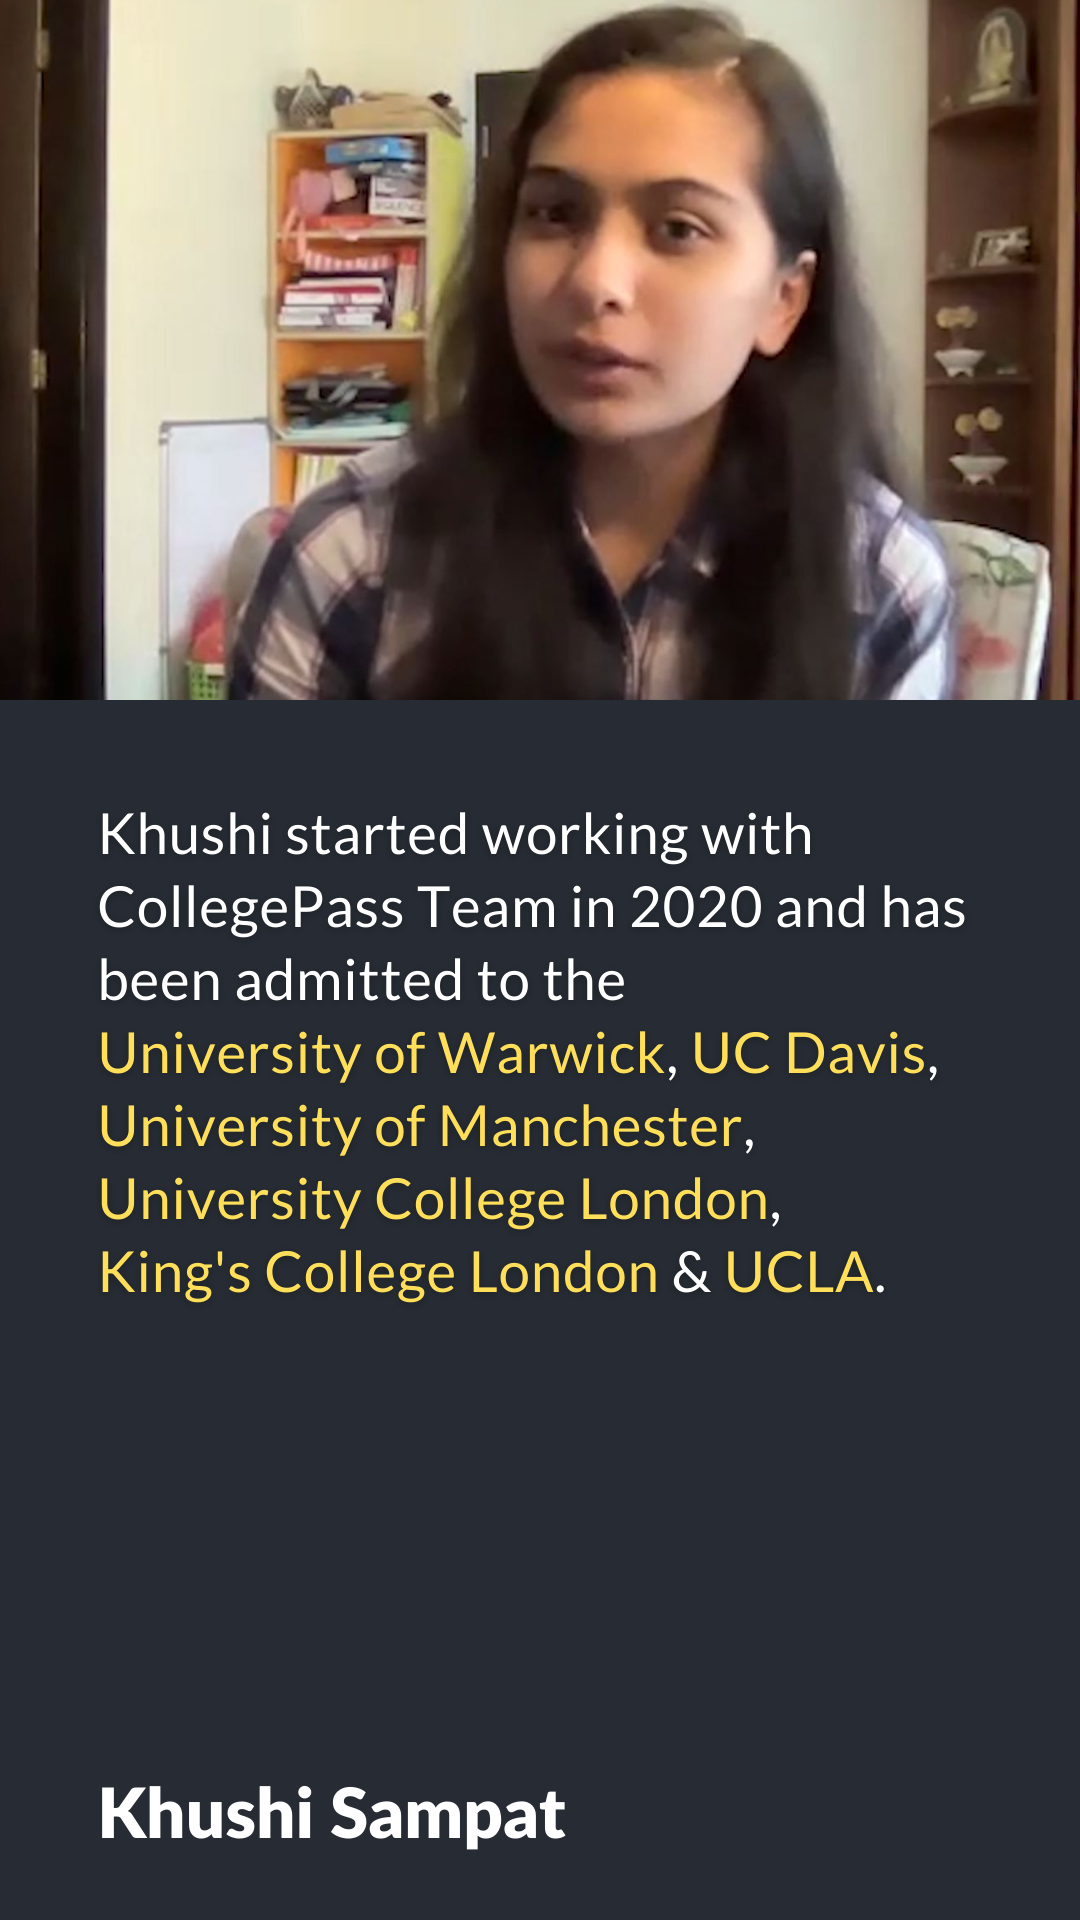 Khushi started working with
CollegePass Team in 2020 and has
been admitted to the
University of Warwick, UC Davis,
University of Manchester,
University College London,
King's College London & UCLA.
Khushi Sampat